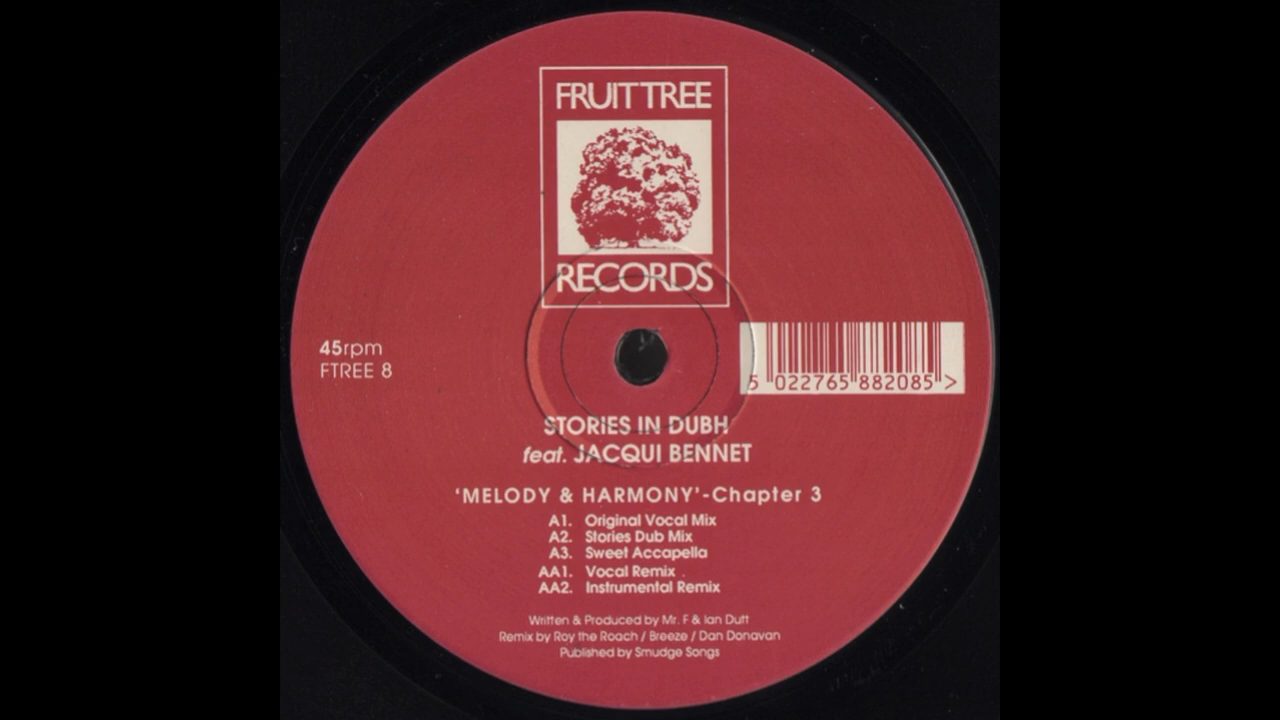 FRUITTREE
RECORDS
45rpm
FTREE 8
5 022765 882085 >
STORIES IN DUBH
feat. JACQUI BENNET
‘MELODY & HARMONY’-Chapter 3
A1. Original Vocal Mix
A2. Stories Dub Mix
A3. Sweet Accapella
AA1. Vocal Remix .
AA2. Instrumental Remix
Written & Produced by Mr. F & Ian Dutt
Remix by Roy the Roach / Breeze / Dan Donavan
Published by Smudge Songs